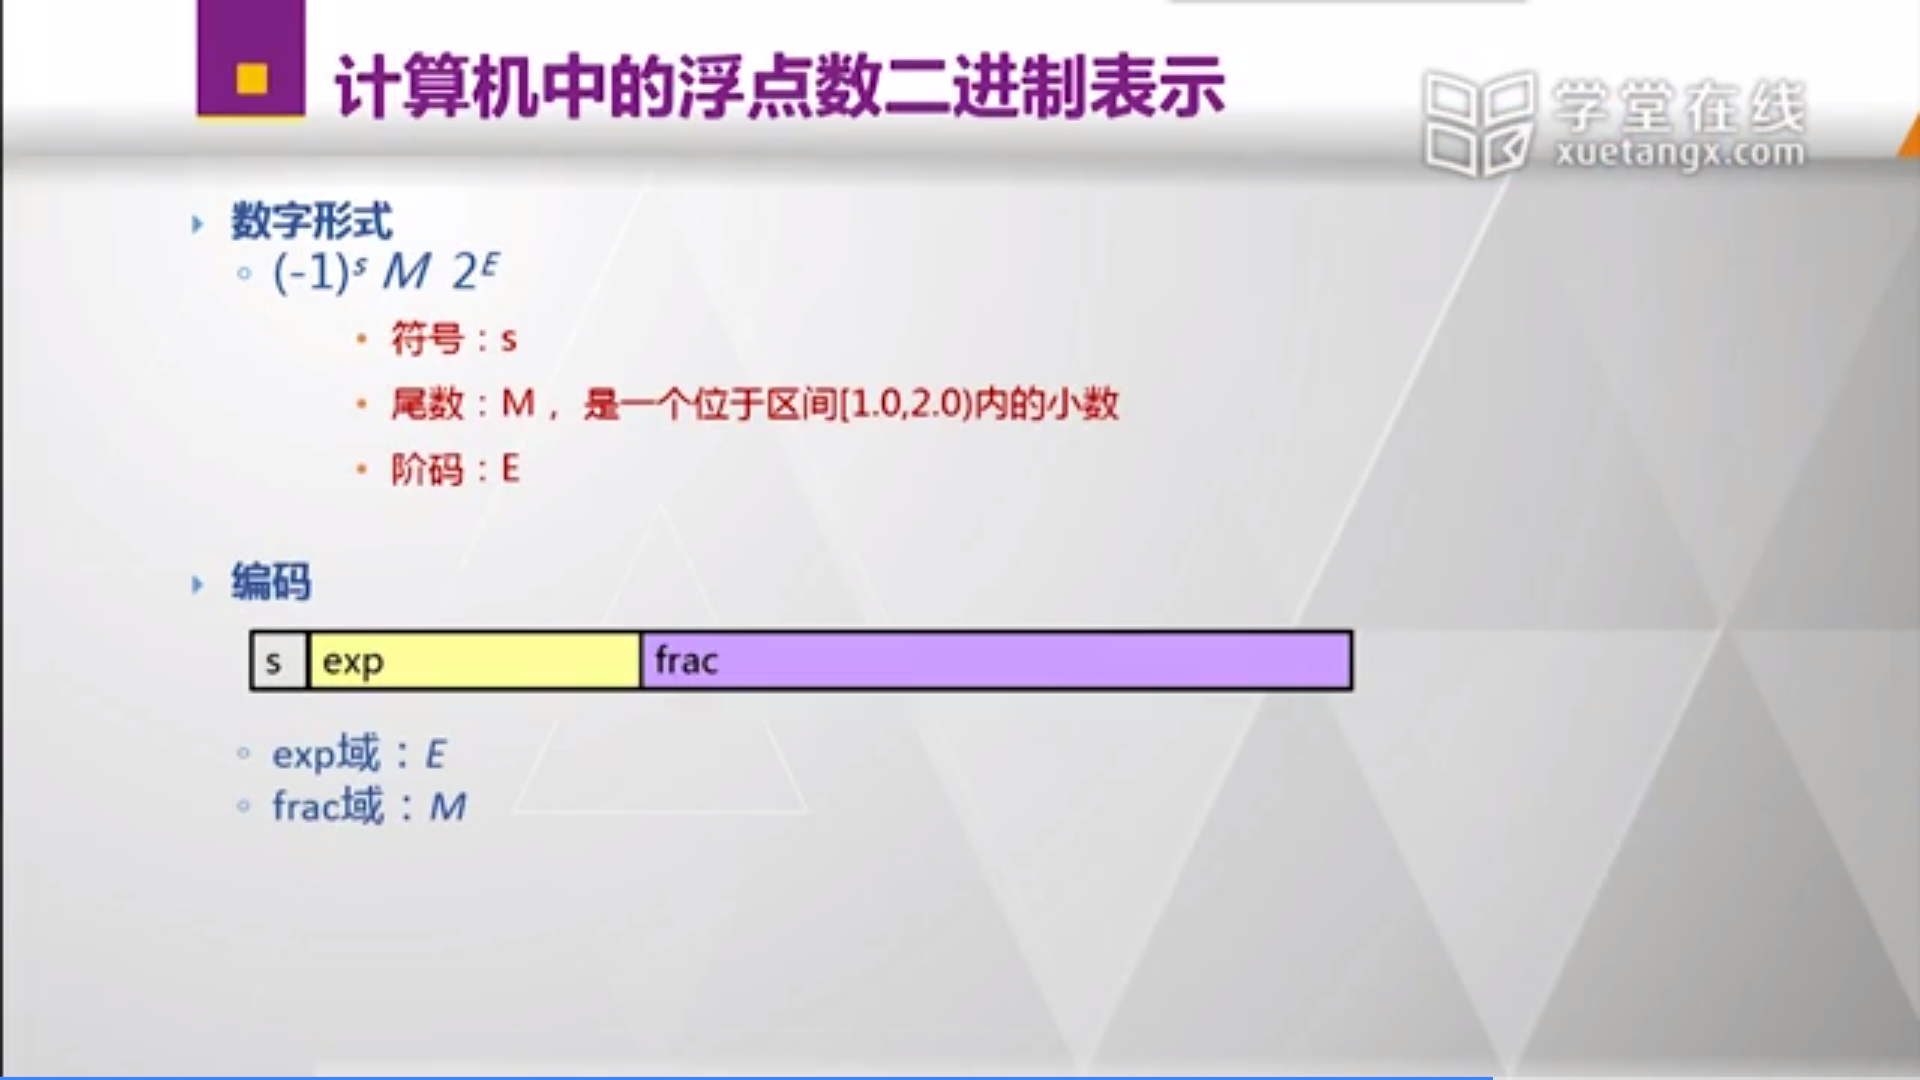 计算机中的浮点数二进制表示
学堂在线
xuetangx.com
数字形式
(-1)ˢ M 2ᴱ
符号：s
尾数：M，是一个位于区间[1.0,2.0)内的小数
阶码：E
编码
s exp frac
exp域：E
frac域：M